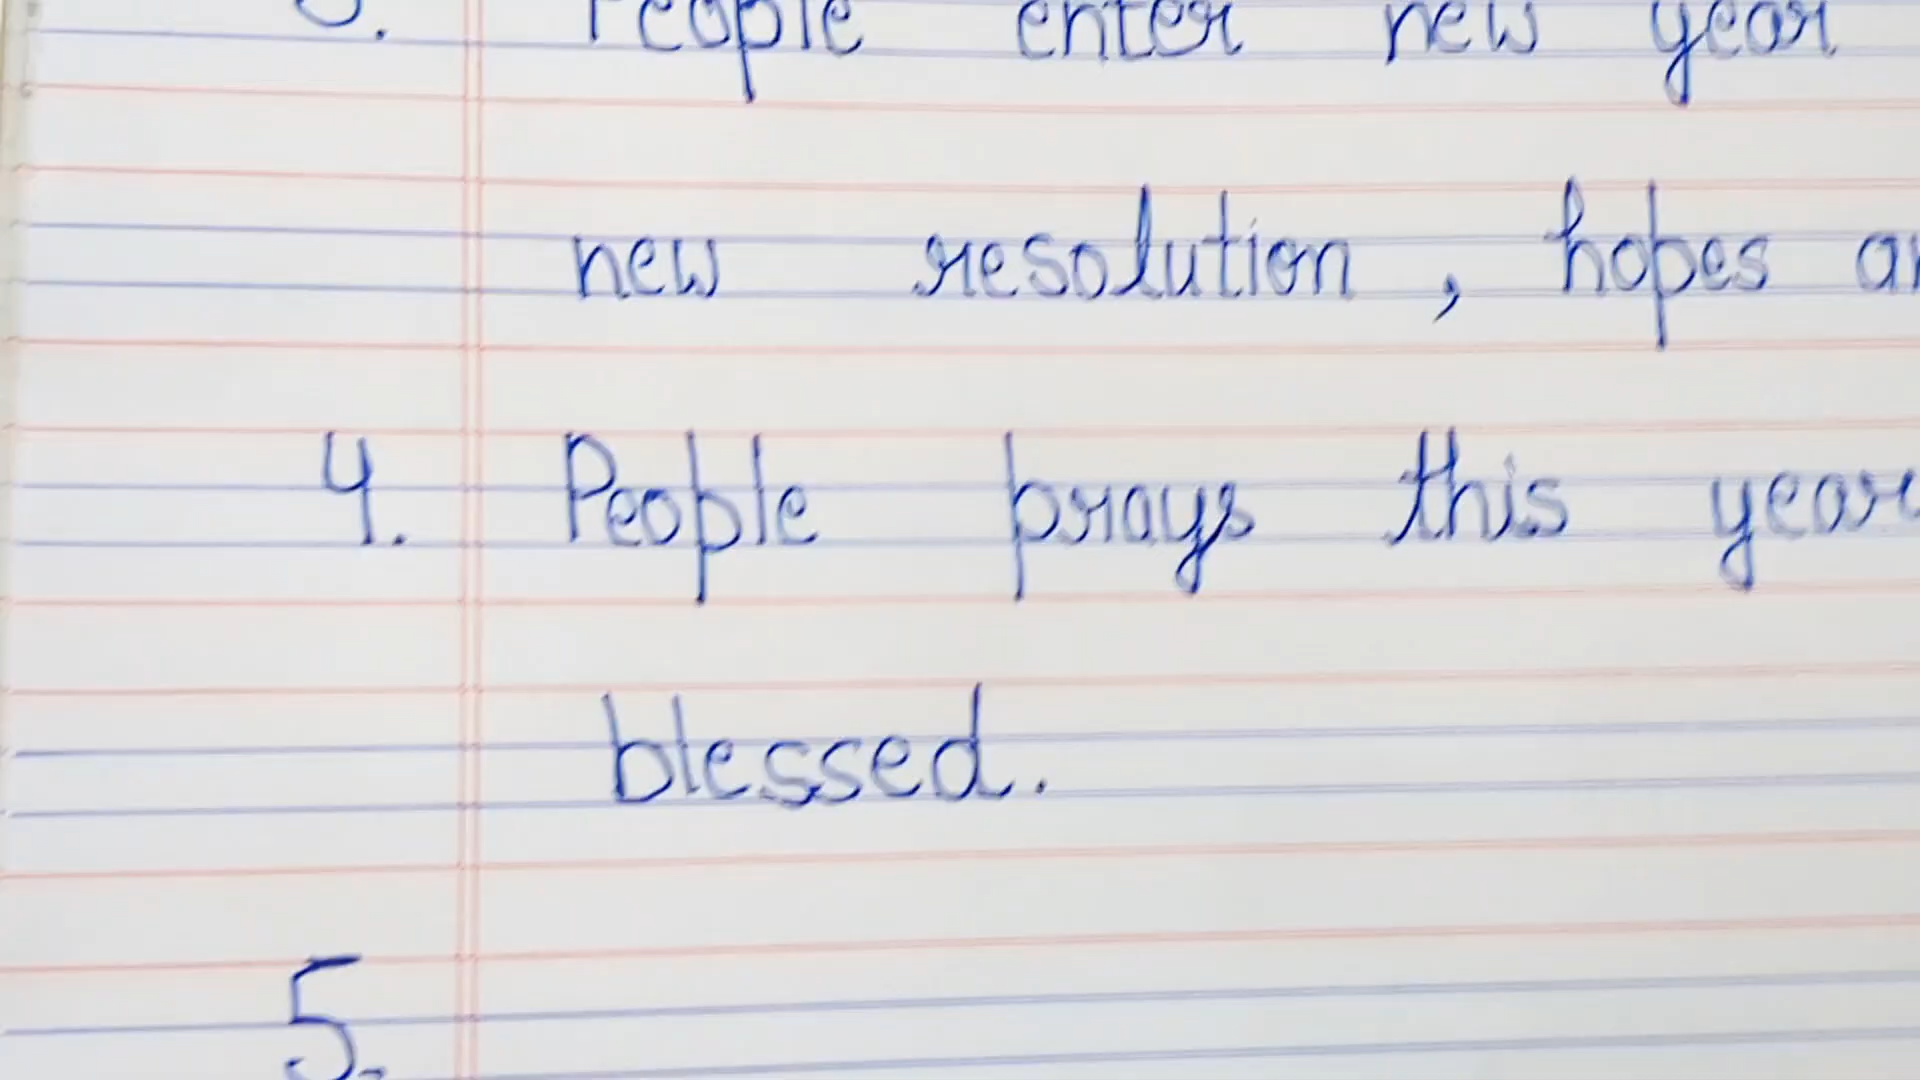 3. People enter new year
new resolution, hopes
4. People prays this year
blessed.
5.